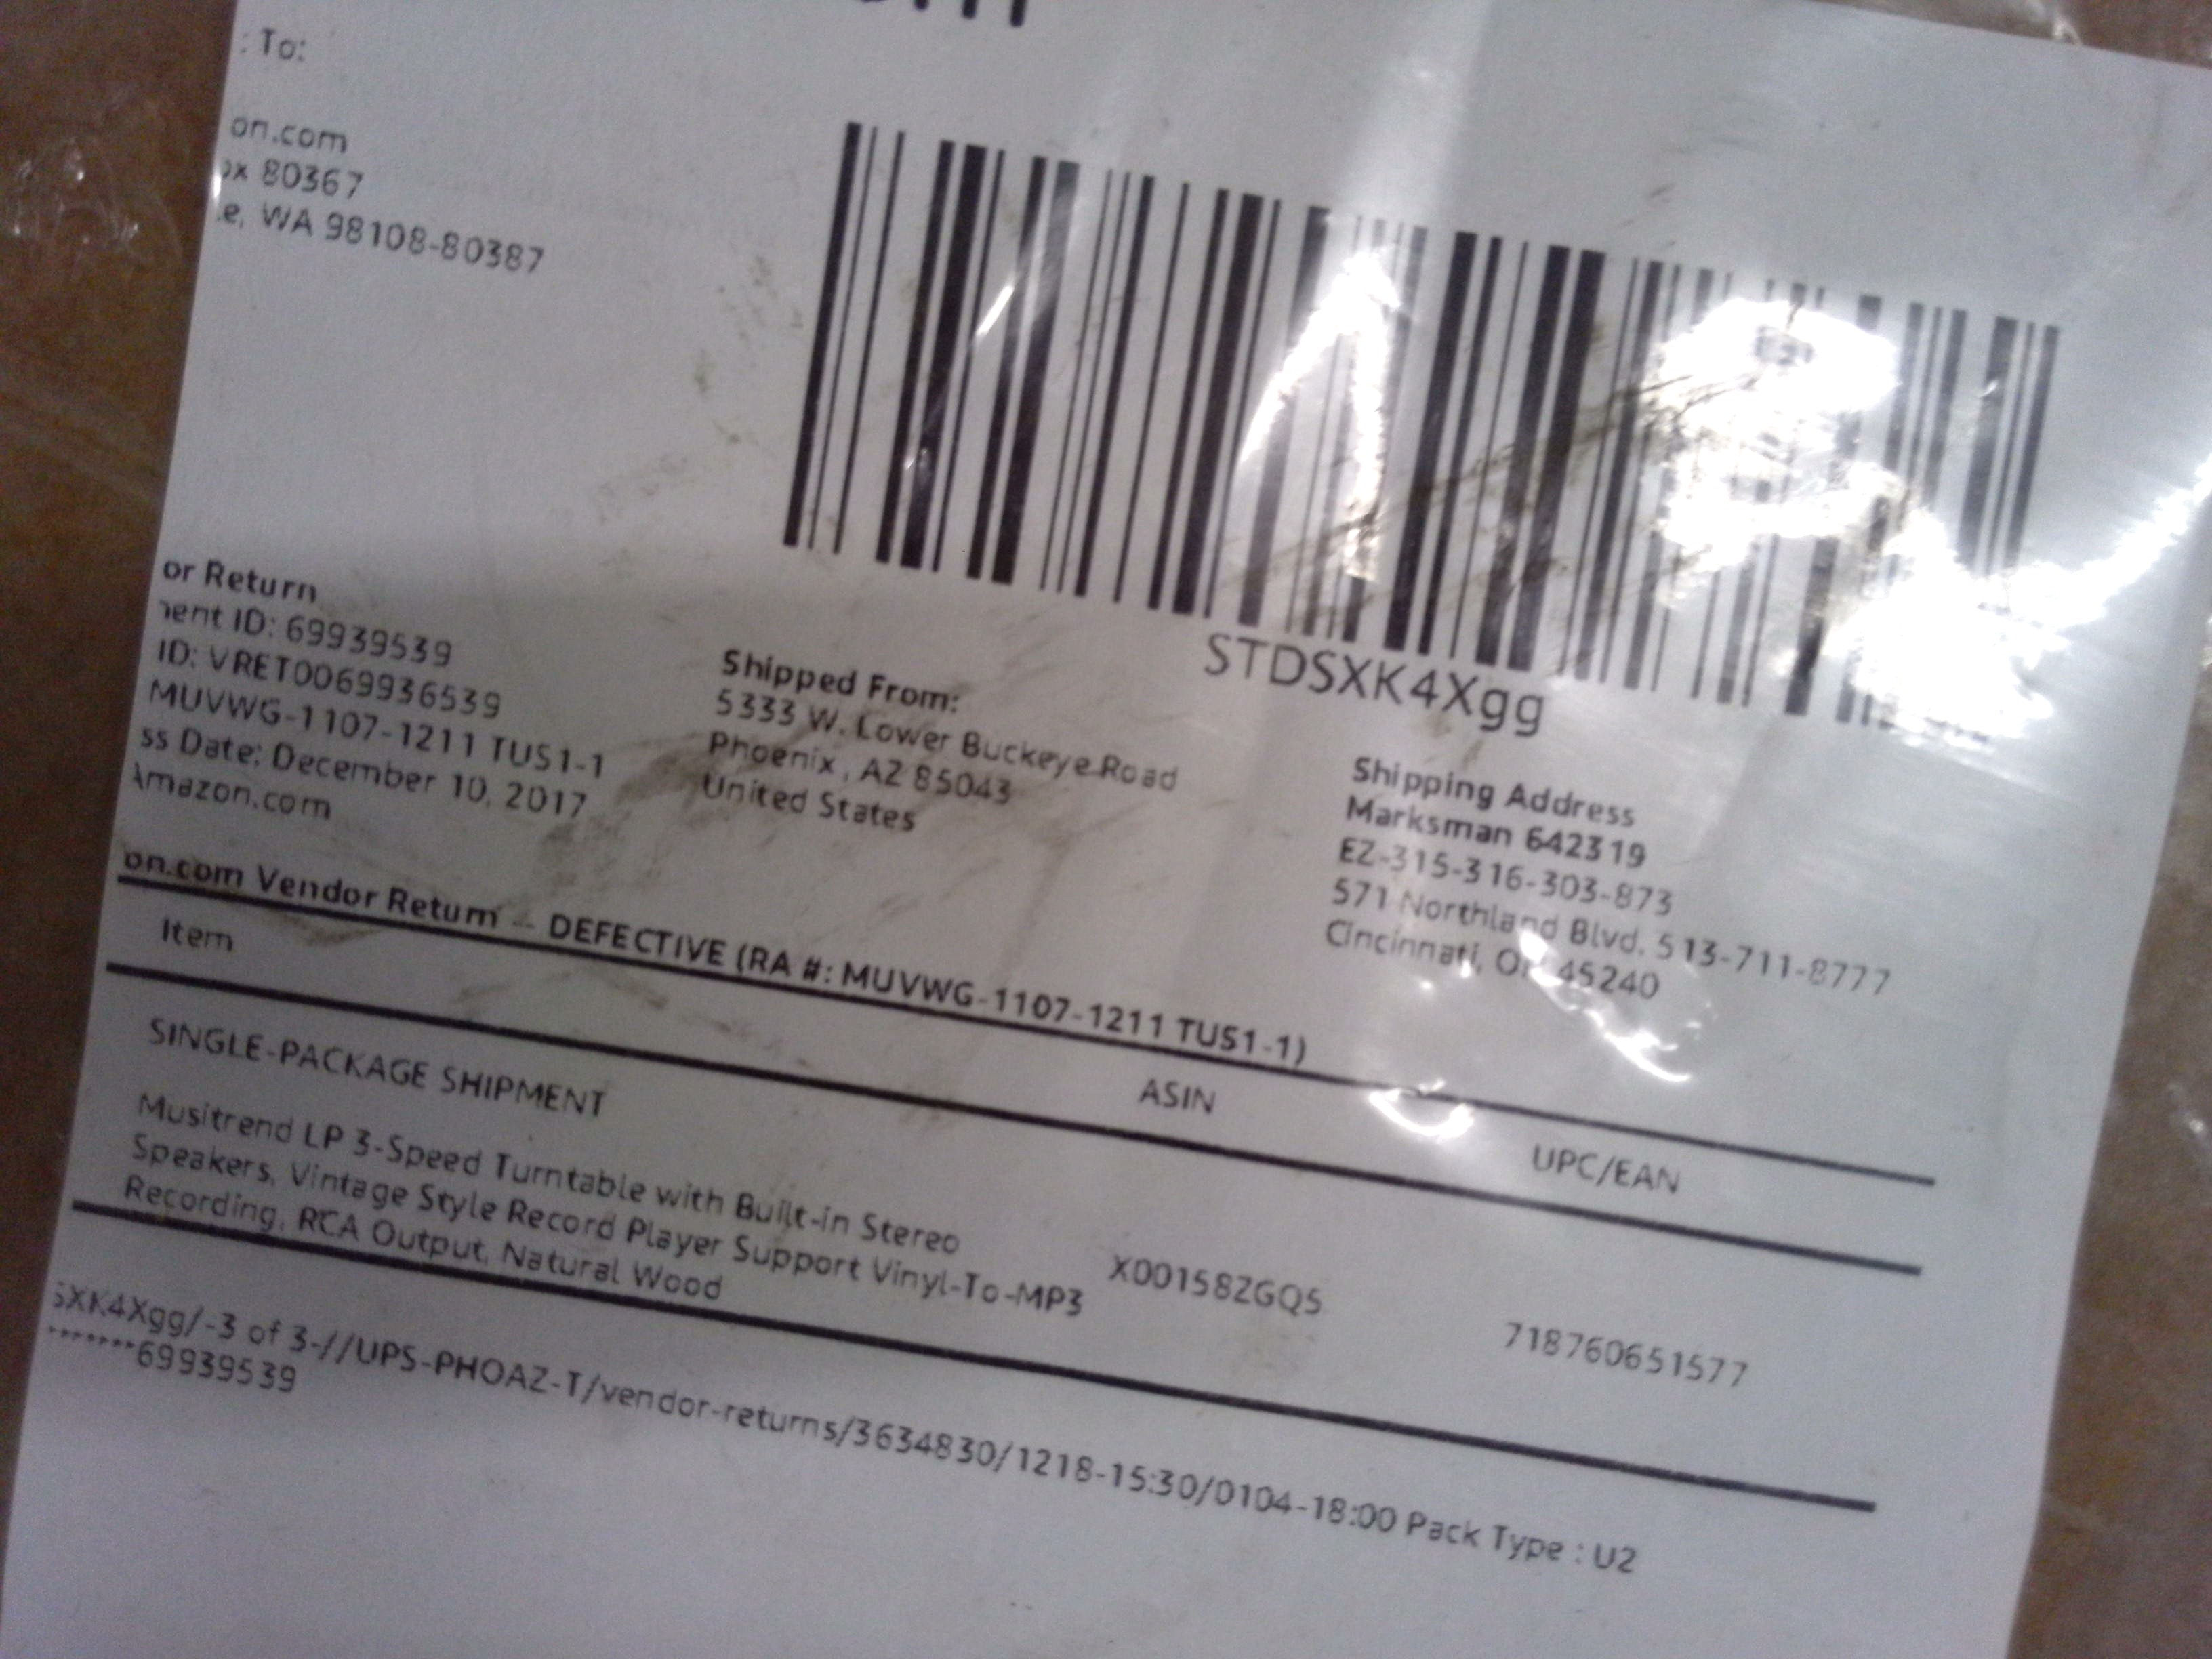 : To:
on.com
ox 80367
e, WA 98108-80387
STDSXK4Xgg
or Return
ment ID: 69939539
ID: VRET0069936539
MUVWG-1107-1211 TUS1-1
ss Date: December 10, 2017
Amazon.com
Shipped From:
5333 W. Lower Buckeye Road
Phoenix, AZ 85043
United States
Shipping Address
Marksman 642319
EZ-315-316-303-873
571 Northland Blvd. 513-711-8777
Cincinnati, OH 45240
on.com Vendor Return -- DEFECTIVE (RA #: MUVWG-1107-1211 TUS1-1)
Item ASIN UPC/EAN
SINGLE-PACKAGE SHIPMENT
Musitrend LP 3-Speed Turntable with Built-in Stereo
Speakers, Vintage Style Record Player Support Vinyl-To-MP3
Recording, RCA Output, Natural Wood
X00158ZGQ5
718760651577
SXK4Xgg/-3 of 3-//UPS-PHOAZ-T/vendor-returns/3634830/1218-15:30/0104-18:00 Pack Type : U2
*******69939539